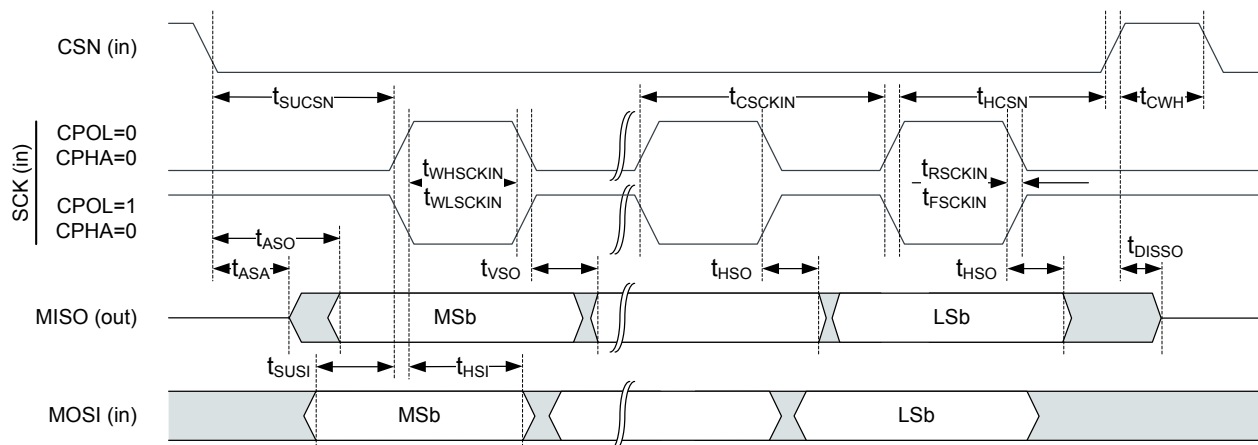 CSN (in)
tSUCSN
tCSCKIN
tHCSN
tCWH
SCK (in)
CPOL=0
CPHA=0
tWHSCKIN
tWLSCKIN
tRSCKIN
tFSCKIN
CPOL=1
CPHA=0
tASO
tASA
tVSO
tHSO
tHSO
tDISSO
MISO (out)
MSb
LSb
tSUSI
tHSI
MOSI (in)
MSb
LSb